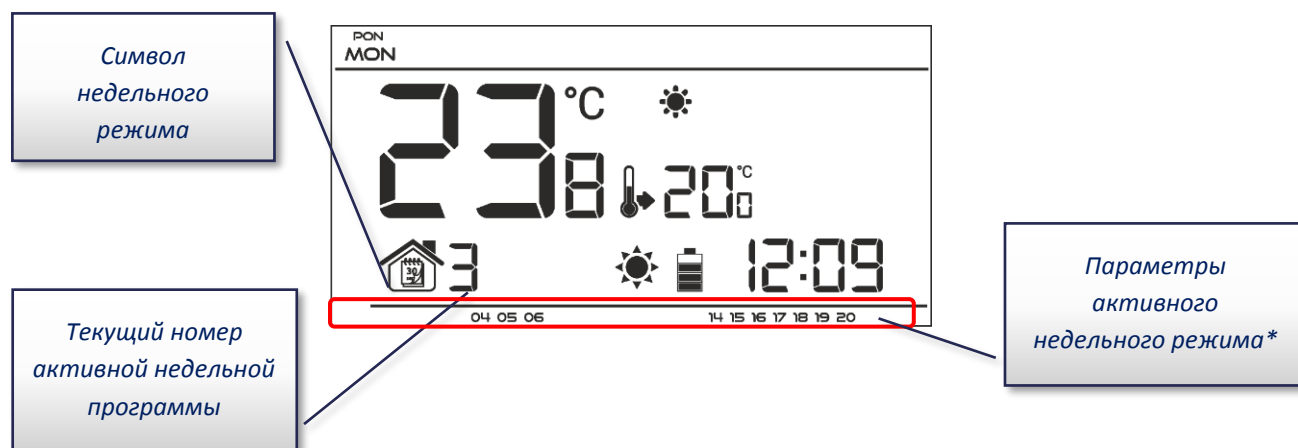 Символ
недельного
режима
PON
MON
23 8 °C
20 0 °C
30
3
12:09
04 05 06 14 15 16 17 18 19 20
Текущий номер
активной недельной
программы
Параметры
активного
недельного режима*